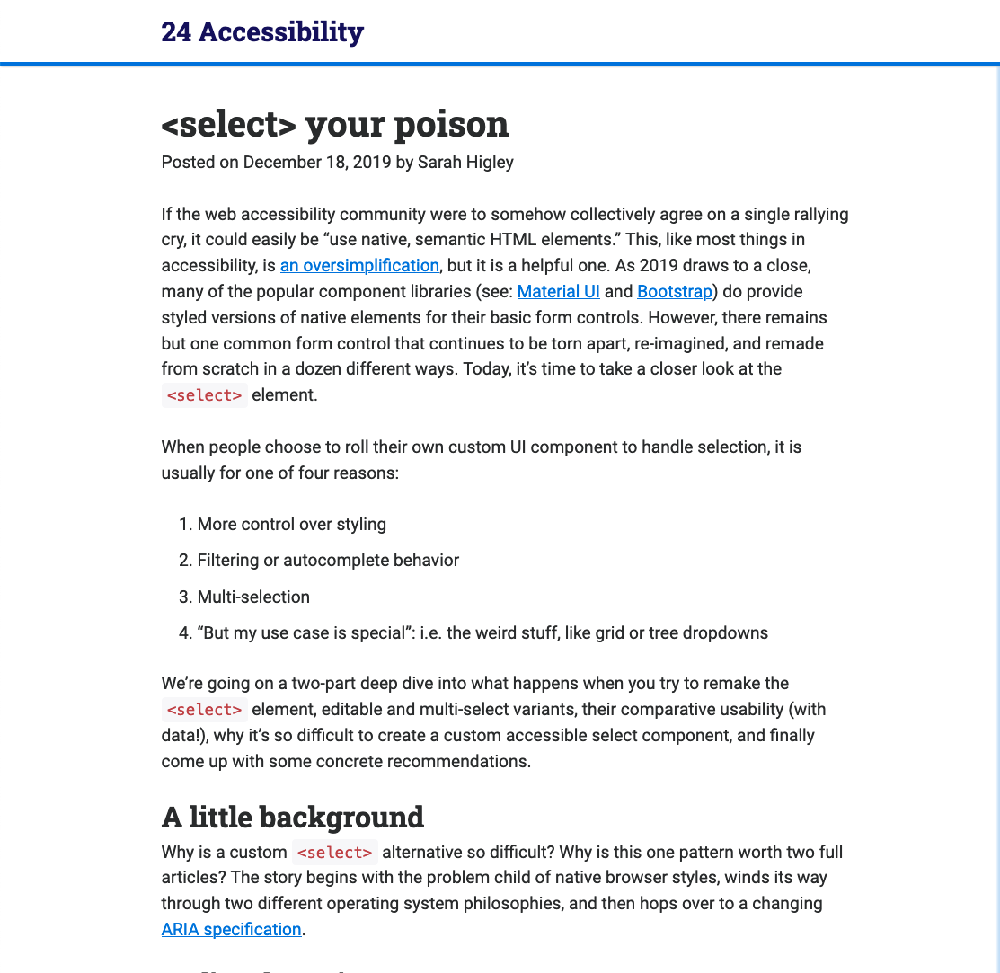 24 Accessibility
<select> your poison
Posted on December 18, 2019 by Sarah Higley
If the web accessibility community were to somehow collectively agree on a single rallying
cry, it could easily be “use native, semantic HTML elements.” This, like most things in
accessibility, is an oversimplification, but it is a helpful one. As 2019 draws to a close,
many of the popular component libraries (see: Material UI and Bootstrap) do provide
styled versions of native elements for their basic form controls. However, there remains
but one common form control that continues to be torn apart, re-imagined, and remade
from scratch in a dozen different ways. Today, it’s time to take a closer look at the
<select> element.
When people choose to roll their own custom UI component to handle selection, it is
usually for one of four reasons:
1. More control over styling
2. Filtering or autocomplete behavior
3. Multi-selection
4. “But my use case is special”: i.e. the weird stuff, like grid or tree dropdowns
We’re going on a two-part deep dive into what happens when you try to remake the
<select> element, editable and multi-select variants, their comparative usability (with
data!), why it’s so difficult to create a custom accessible select component, and finally
come up with some concrete recommendations.
A little background
Why is a custom <select> alternative so difficult? Why is this one pattern worth two full
articles? The story begins with the problem child of native browser styles, winds its way
through two different operating system philosophies, and then hops over to a changing
ARIA specification.